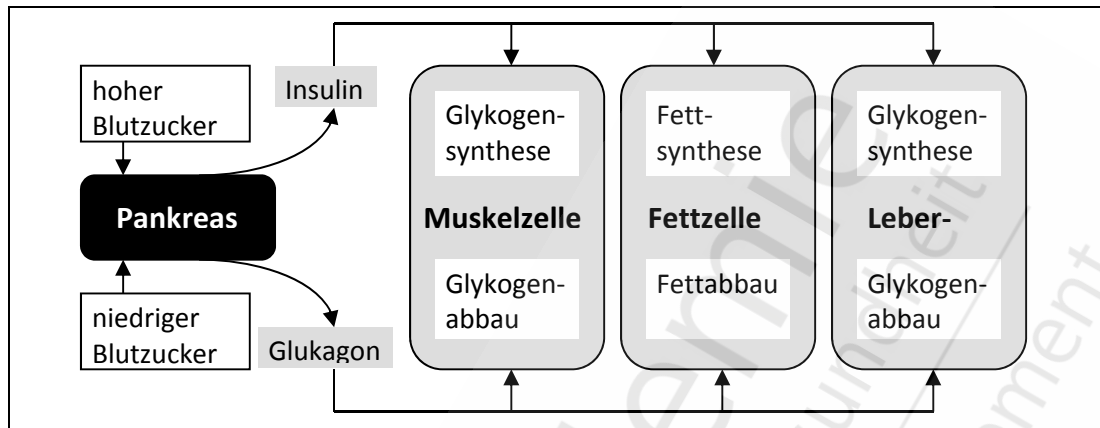 hoher
Blutzucker
Insulin
Pankreas
niedriger
Blutzucker
Glukagon
Glykogen-
synthese
Muskelzelle
Glykogen-
abbau
Fett-
synthese
Fettzelle
Fettabbau
Glykogen-
synthese
Leber-
Glykogen-
abbau